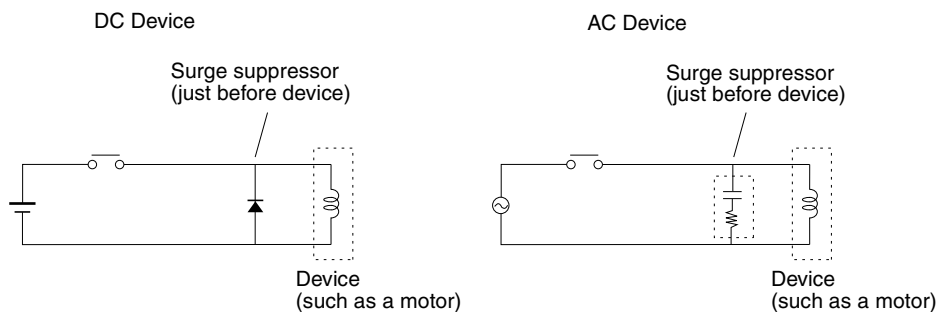 DC Device
Surge suppressor
(just before device)
Device
(such as a motor)
AC Device
Surge suppressor
(just before device)
Device
(such as a motor)